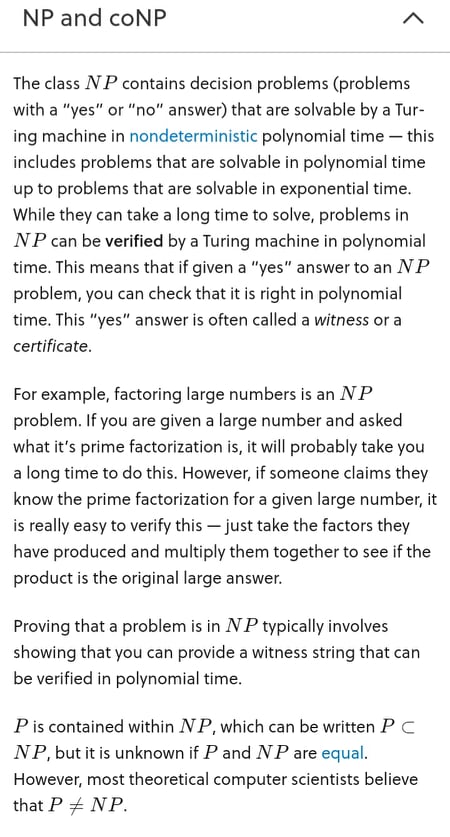 NP and coNP
The class NP contains decision problems (problems
with a "yes" or "no" answer) that are solvable by a Tur-
ing machine in nondeterministic polynomial time — this
includes problems that are solvable in polynomial time
up to problems that are solvable in exponential time.
While they can take a long time to solve, problems in
NP can be verified by a Turing machine in polynomial
time. This means that if given a "yes" answer to an NP
problem, you can check that it is right in polynomial
time. This "yes" answer is often called a witness or a
certificate.
For example, factoring large numbers is an NP
problem. If you are given a large number and asked
what it's prime factorization is, it will probably take you
a long time to do this. However, if someone claims they
know the prime factorization for a given large number, it
is really easy to verify this — just take the factors they
have produced and multiply them together to see if the
product is the original large answer.
Proving that a problem is in NP typically involves
showing that you can provide a witness string that can
be verified in polynomial time.
P is contained within NP, which can be written P ⊂
NP, but it is unknown if P and NP are equal.
However, most theoretical computer scientists believe
that P ≠ NP.